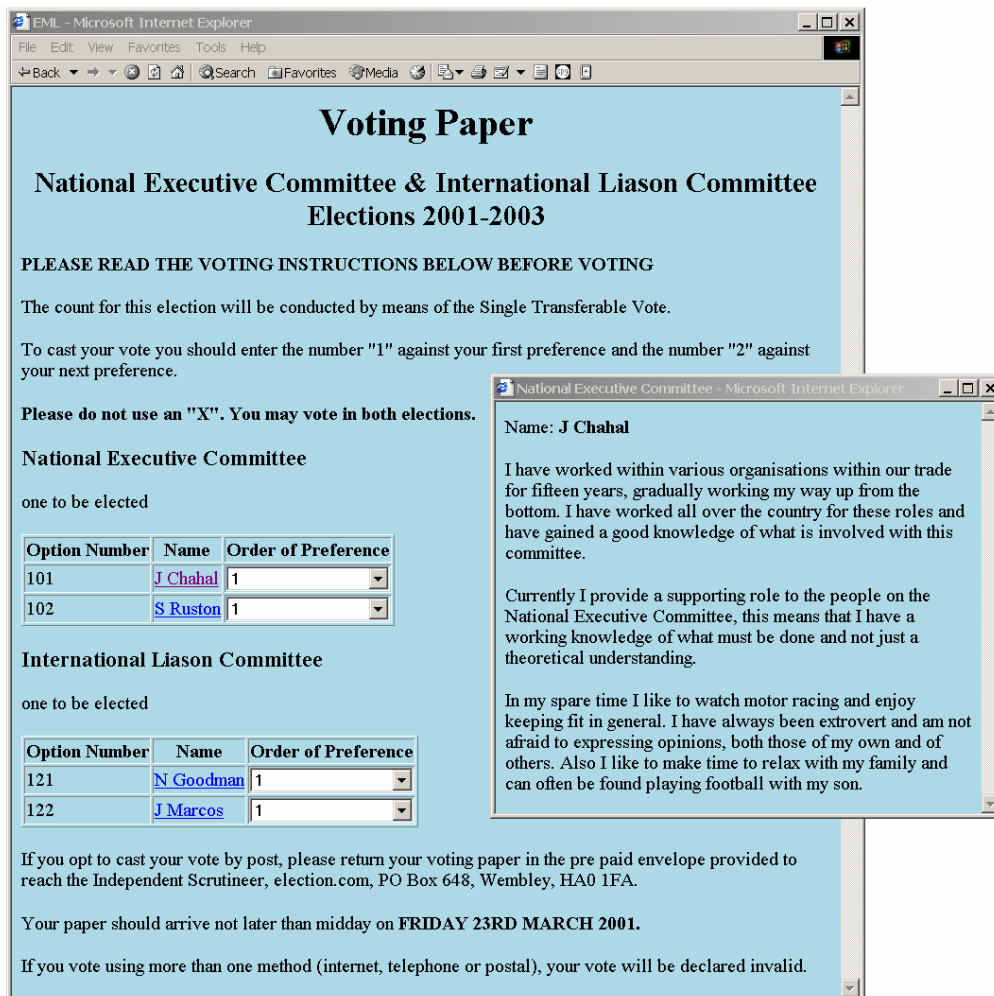 EML - Microsoft Internet Explorer
File Edit View Favorites Tools Help
Back Search Favorites Media
Voting Paper
National Executive Committee & International Liason Committee
Elections 2001-2003
PLEASE READ THE VOTING INSTRUCTIONS BELOW BEFORE VOTING
The count for this election will be conducted by means of the Single Transferable Vote.
To cast your vote you should enter the number "1" against your first preference and the number "2" against
your next preference.
Please do not use an "X". You may vote in both elections.
National Executive Committee
one to be elected
Option Number Name Order of Preference
101 J Chahal 1
102 S Ruston 1
International Liason Committee
one to be elected
Option Number Name Order of Preference
121 N Goodman 1
122 J Marcos 1
If you opt to cast your vote by post, please return your voting paper in the pre paid envelope provided to
reach the Independent Scrutineer, election.com, PO Box 648, Wembley, HA0 1FA.
Your paper should arrive not later than midday on FRIDAY 23RD MARCH 2001.
If you vote using more than one method (internet, telephone or postal), your vote will be declared invalid.
National Executive Committee - Microsoft Internet Explorer
Name: J Chahal
I have worked within various organisations within our trade
for fifteen years, gradually working my way up from the
bottom. I have worked all over the country for these roles and
have gained a good knowledge of what is involved with this
committee.
Currently I provide a supporting role to the people on the
National Executive Committee, this means that I have a
working knowledge of what must be done and not just a
theoretical understanding.
In my spare time I like to watch motor racing and enjoy
keeping fit in general. I have always been extrovert and am not
afraid to expressing opinions, both those of my own and of
others. Also I like to make time to relax with my family and
can often be found playing football with my son.